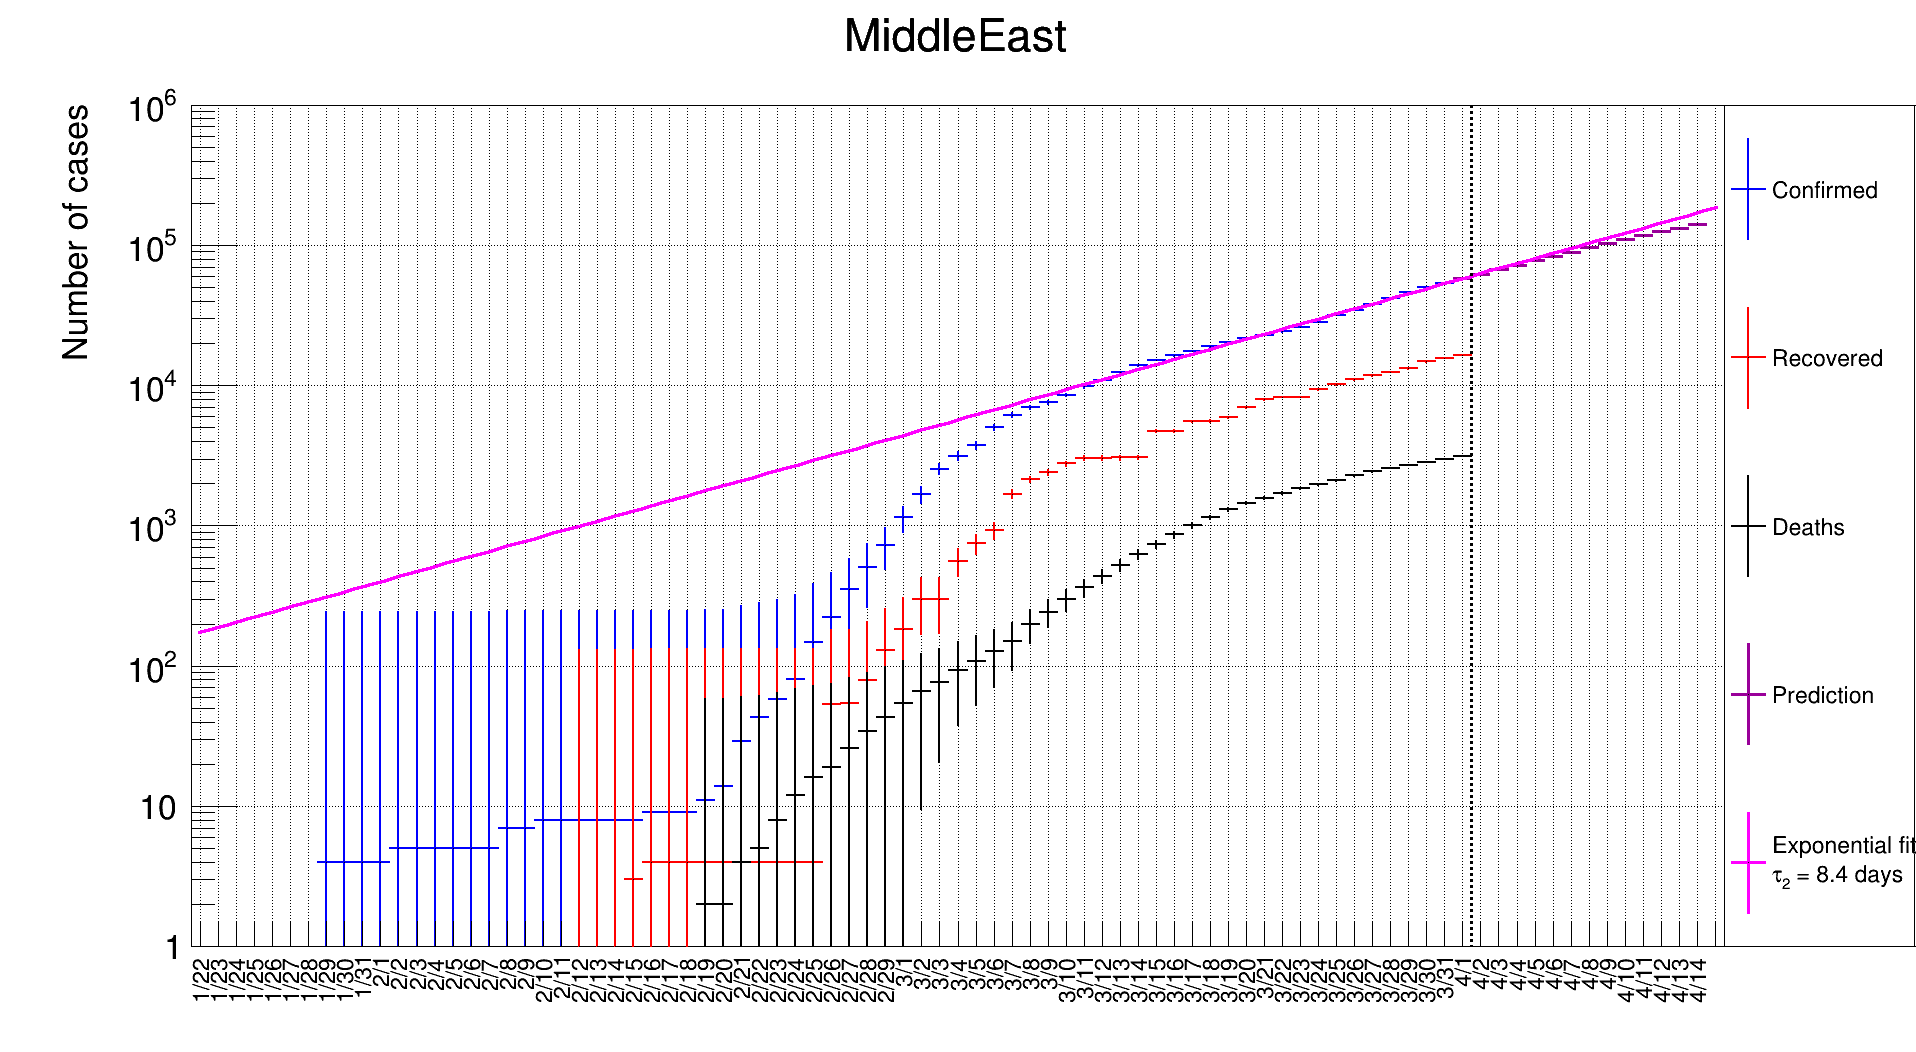 MiddleEast
Number of cases
10^6
10^5
10^4
10^3
10^2
10
1
1/22 1/23 1/24 1/25 1/26 1/27 1/28 1/29 1/30 1/31 2/1 2/2 2/3 2/4 2/5 2/6 2/7 2/8 2/9 2/10 2/11 2/12 2/13 2/14 2/15 2/16 2/17 2/18 2/19 2/20 2/21 2/22 2/23 2/24 2/25 2/26 2/27 2/28 2/29 3/1 3/2 3/3 3/4 3/5 3/6 3/7 3/8 3/9 3/10 3/11 3/12 3/13 3/14 3/15 3/16 3/17 3/18 3/19 3/20 3/21 3/22 3/23 3/24 3/25 3/26 3/27 3/28 3/29 3/30 3/31 4/1 4/2 4/3 4/4 4/5 4/6 4/7 4/8 4/9 4/10 4/11 4/12 4/13 4/14
Confirmed
Recovered
Deaths
Prediction
Exponential fit
τ₂ = 8.4 days